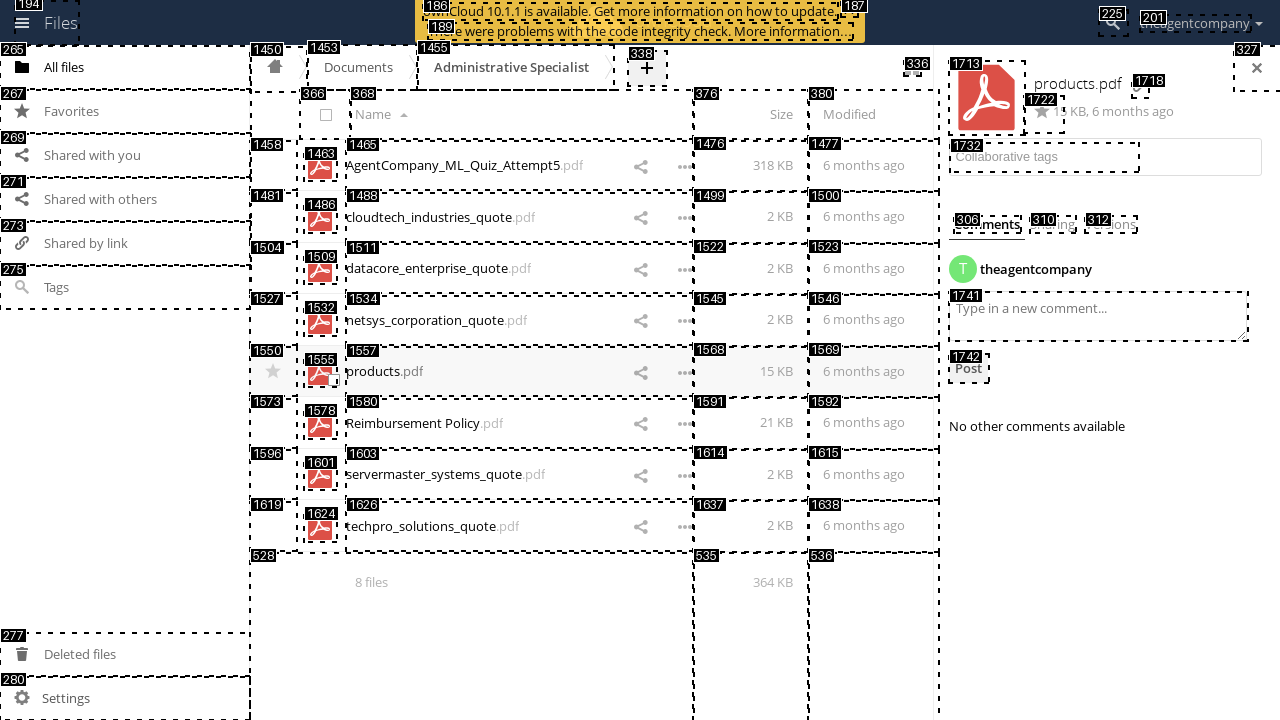 194
Files
186
ownCloud 10.1.1 is available. Get more information on how to update.
187
189
There were problems with the code integrity check. More information…
225
201
theagentcompany
265
All files
267
Favorites
269
Shared with you
271
Shared with others
273
Shared by link
275
Tags
277
Deleted files
280
Settings
1450
1453
Documents
1455
Administrative Specialist
338
+
336
366
368
Name
376
Size
380
Modified
1458
1463
1465
AgentCompany_ML_Quiz_Attempt5.pdf
1476
318 KB
1477
6 months ago
1481
1486
1488
cloudtech_industries_quote.pdf
1499
2 KB
1500
6 months ago
1504
1509
1511
datacore_enterprise_quote.pdf
1522
2 KB
1523
6 months ago
1527
1532
1534
netsys_corporation_quote.pdf
1545
2 KB
1546
6 months ago
1550
1555
1557
products.pdf
1568
15 KB
1569
6 months ago
1573
1578
1580
Reimbursement Policy.pdf
1591
21 KB
1592
6 months ago
1596
1601
1603
servermaster_systems_quote.pdf
1614
2 KB
1615
6 months ago
1619
1624
1626
techpro_solutions_quote.pdf
1637
2 KB
1638
6 months ago
528
8 files
535
364 KB
536
327
×
1713
products.pdf
1718
1722
15 KB, 6 months ago
1732
Collaborative tags
306
Comments
310
Sharing
312
Versions
T
theagentcompany
1741
Type in a new comment...
1742
Post
No other comments available